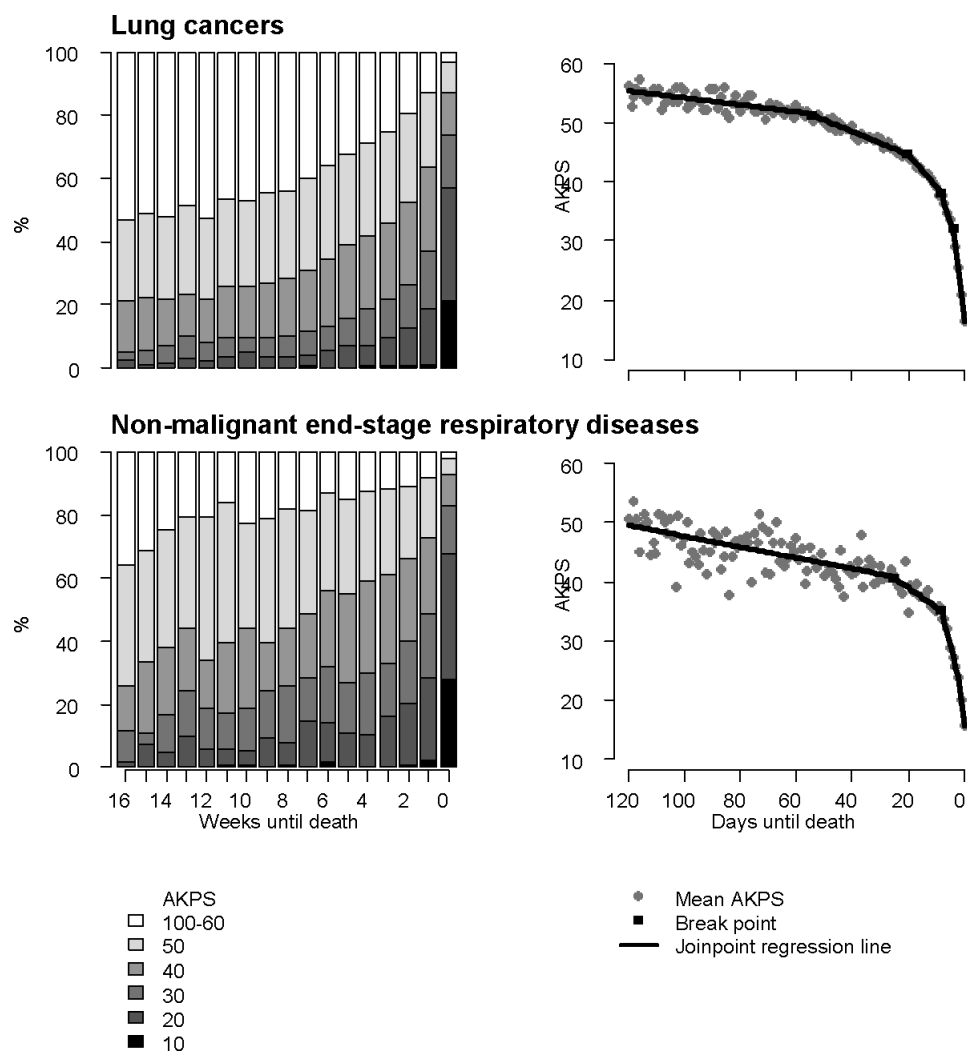 Lung cancers
100
80
60
40
20
0
%
60
50
40
30
20
10
AKPS
Non-malignant end-stage respiratory diseases
100
80
60
40
20
0
%
16 14 12 10 8 6 4 2 0
Weeks until death
60
50
40
30
20
10
AKPS
120 100 80 60 40 20 0
Days until death
AKPS
100-60
50
40
30
20
10
Mean AKPS
Break point
Joinpoint regression line